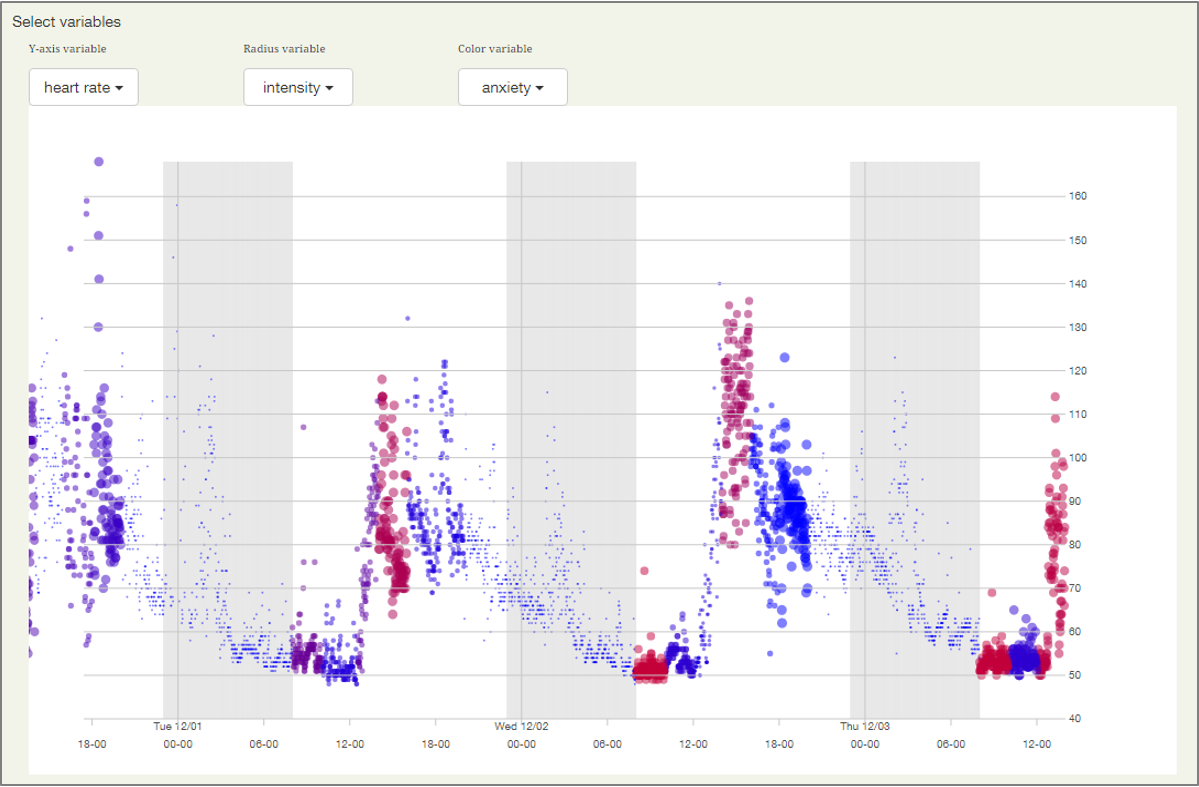 Select variables
Y-axis variable Radius variable Color variable
heart rate intensity anxiety
160
150
140
130
120
110
100
90
80
70
60
50
40
Tue 12/01 Wed 12/02 Thu 12/03
18-00 00-00 06-00 12-00 18-00 00-00 06-00 12-00 18-00 00-00 06-00 12-00